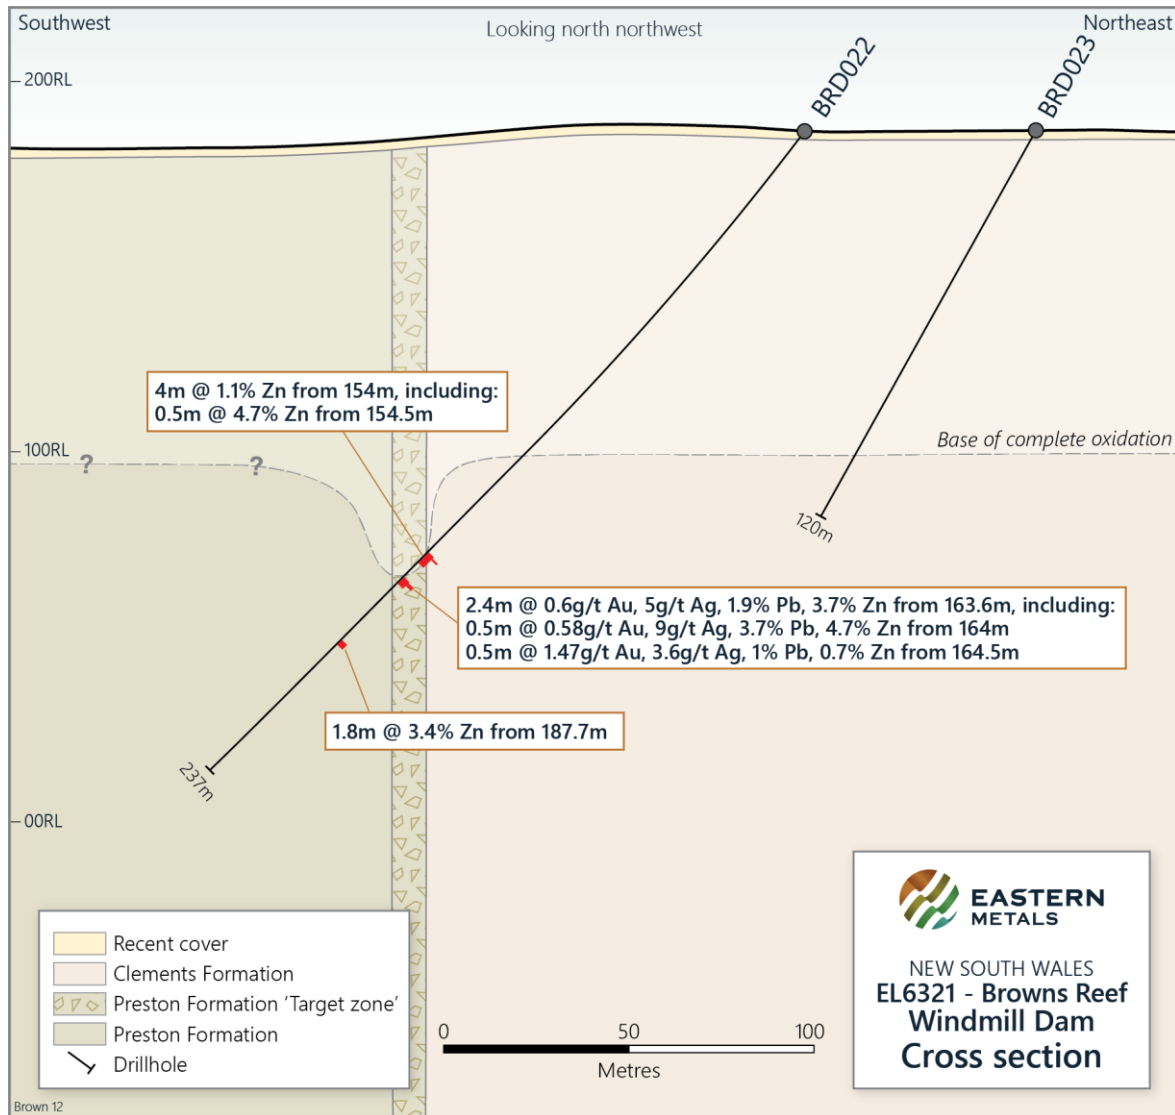 Southwest
Looking north northwest
Northeast
BRD022
BRD023
200RL
4m @ 1.1% Zn from 154m, including:
0.5m @ 4.7% Zn from 154.5m
100RL
Base of complete oxidation
?
?
120m
2.4m @ 0.6g/t Au, 5g/t Ag, 1.9% Pb, 3.7% Zn from 163.6m, including:
0.5m @ 0.58g/t Au, 9g/t Ag, 3.7% Pb, 4.7% Zn from 164m
0.5m @ 1.47g/t Au, 3.6g/t Ag, 1% Pb, 0.7% Zn from 164.5m
1.8m @ 3.4% Zn from 187.7m
237m
00RL
Recent cover
Clements Formation
Preston Formation 'Target zone'
Preston Formation
Drillhole
0 50 100
Metres
EASTERN
METALS
NEW SOUTH WALES
EL6321 - Browns Reef
Windmill Dam
Cross section
Brown 12